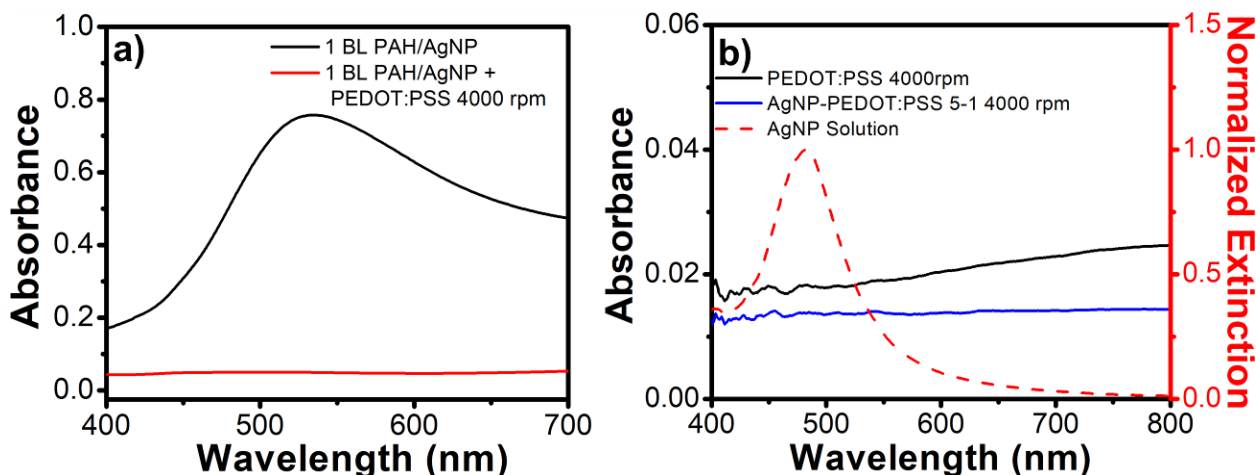 a)
1 BL PAH/AgNP
1 BL PAH/AgNP +
PEDOT:PSS 4000 rpm
Absorbance
1.0
0.8
0.6
0.4
0.2
0.0
400
500
600
700
Wavelength (nm)
b)
PEDOT:PSS 4000rpm
AgNP-PEDOT:PSS 5-1 4000 rpm
AgNP Solution
Absorbance
0.06
0.04
0.02
0.00
400
500
600
700
800
Wavelength (nm)
1.5
1.0
0.5
0.0
Normalized Extinction